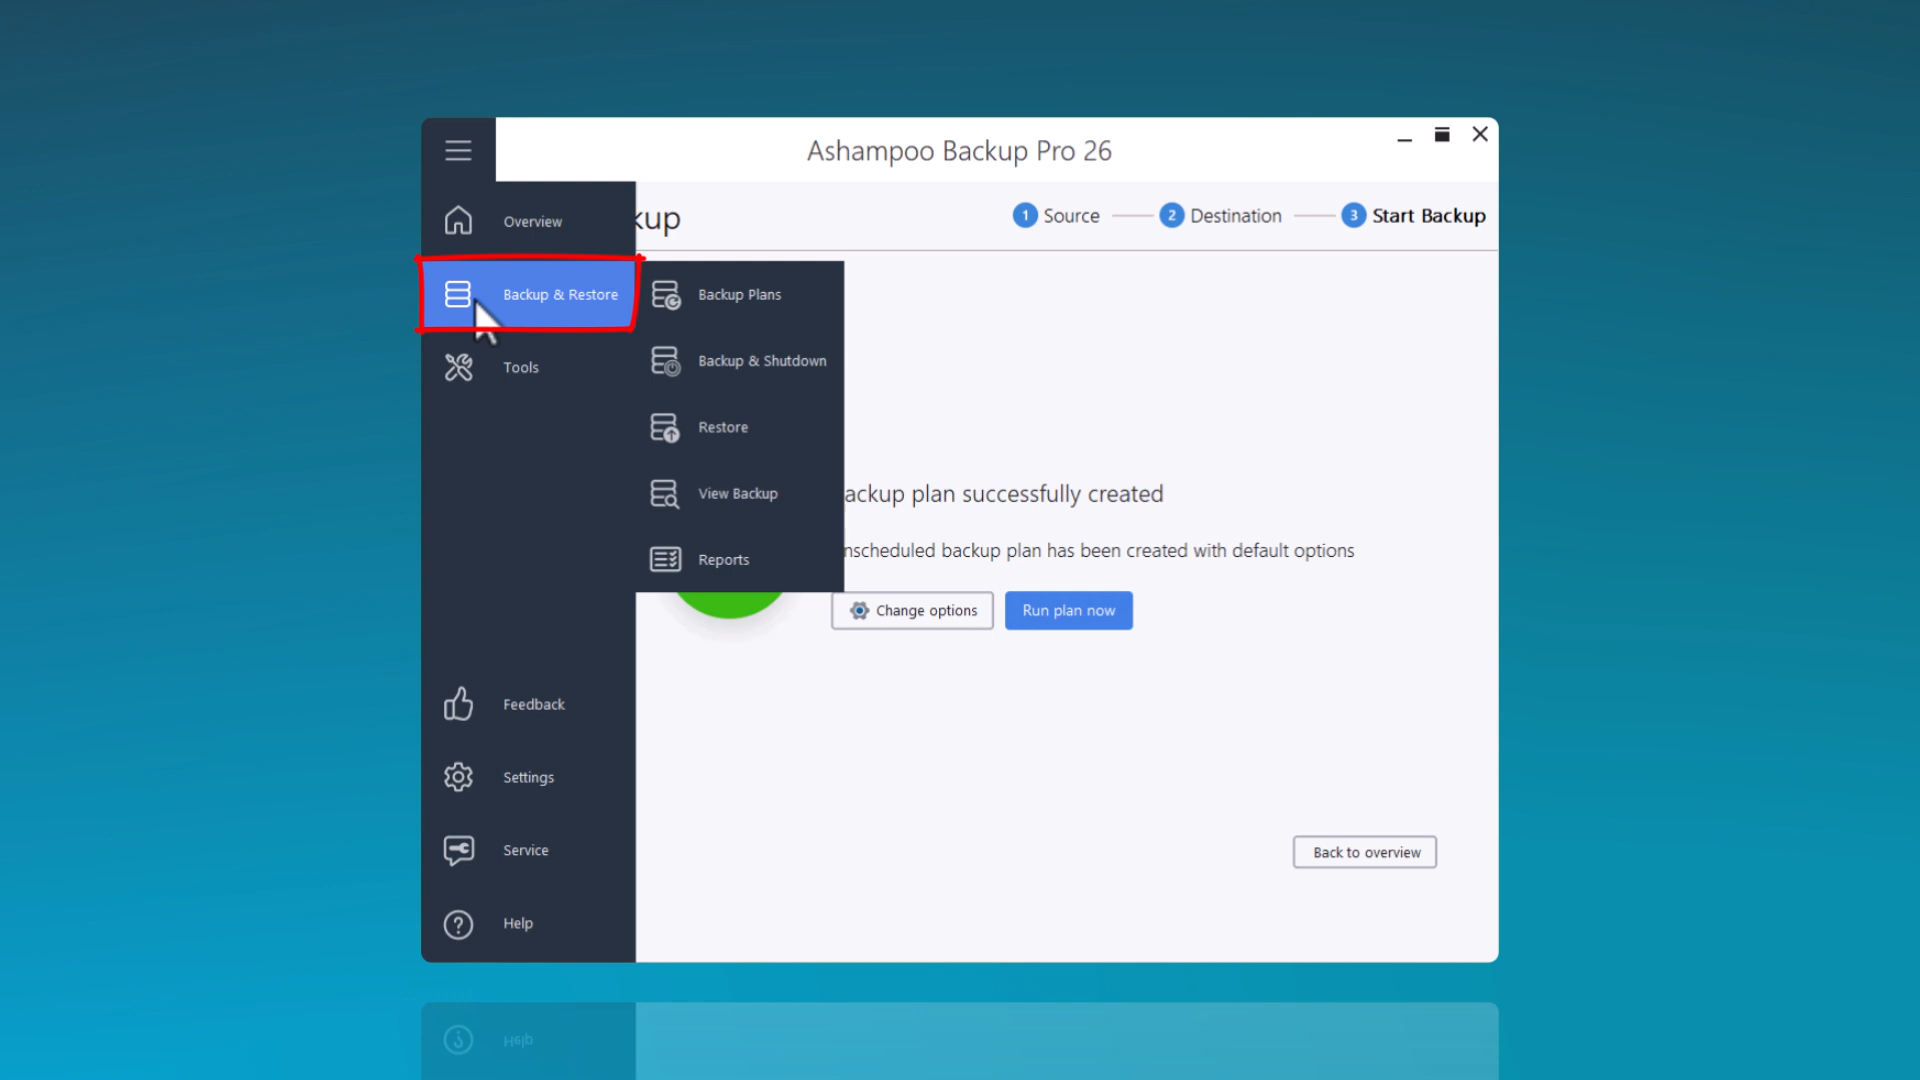 Ashampoo Backup Pro 26
Overview
kup
1 Source
2 Destination
3 Start Backup
Backup & Restore
Backup Plans
Backup & Shutdown
Tools
Restore
View Backup
ackup plan successfully created
nscheduled backup plan has been created with default options
Reports
Change options
Run plan now
Feedback
Settings
Service
Back to overview
Help
Help